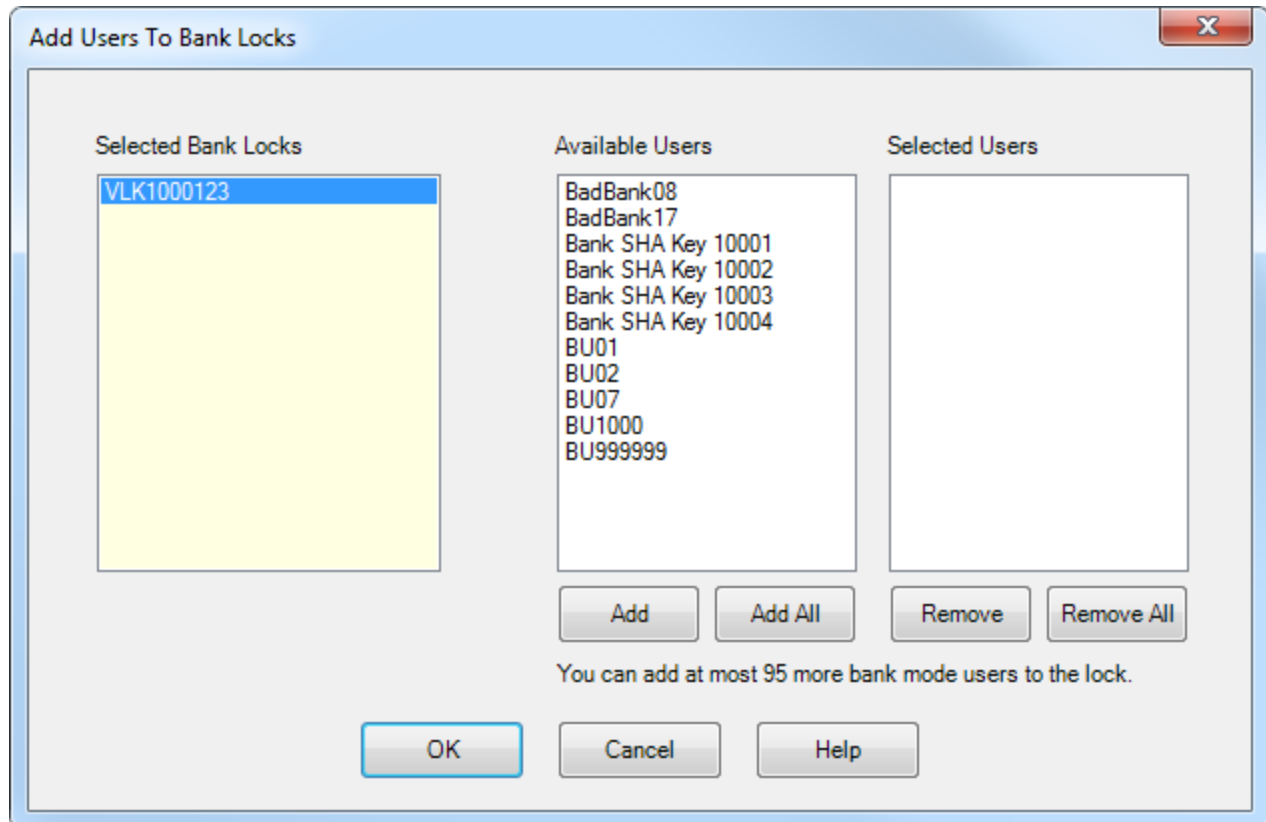 Add Users To Bank Locks
Selected Bank Locks
VLK1000123
Available Users
BadBank08
BadBank17
Bank SHA Key 10001
Bank SHA Key 10002
Bank SHA Key 10003
Bank SHA Key 10004
BU01
BU02
BU07
BU1000
BU999999
Selected Users
Add
Add All
Remove
Remove All
You can add at most 95 more bank mode users to the lock.
OK
Cancel
Help